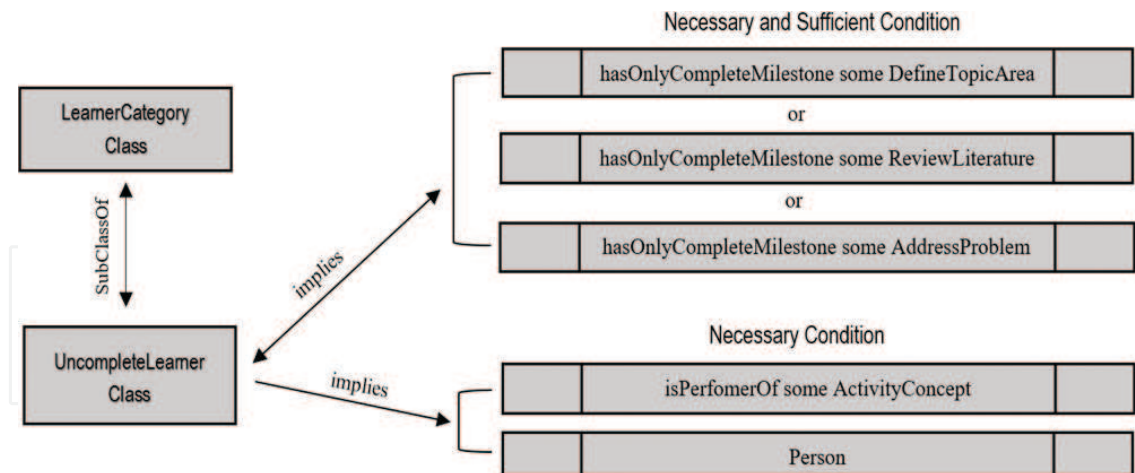 Necessary and Sufficient Condition
hasOnlyCompleteMilestone some DefineTopicArea
or
hasOnlyCompleteMilestone some ReviewLiterature
or
hasOnlyCompleteMilestone some AddressProblem
LearnerCategory
Class
SubClassOf
UncompleteLearner
Class
implies
implies
Necessary Condition
isPerfomerOf some ActivityConcept
Person